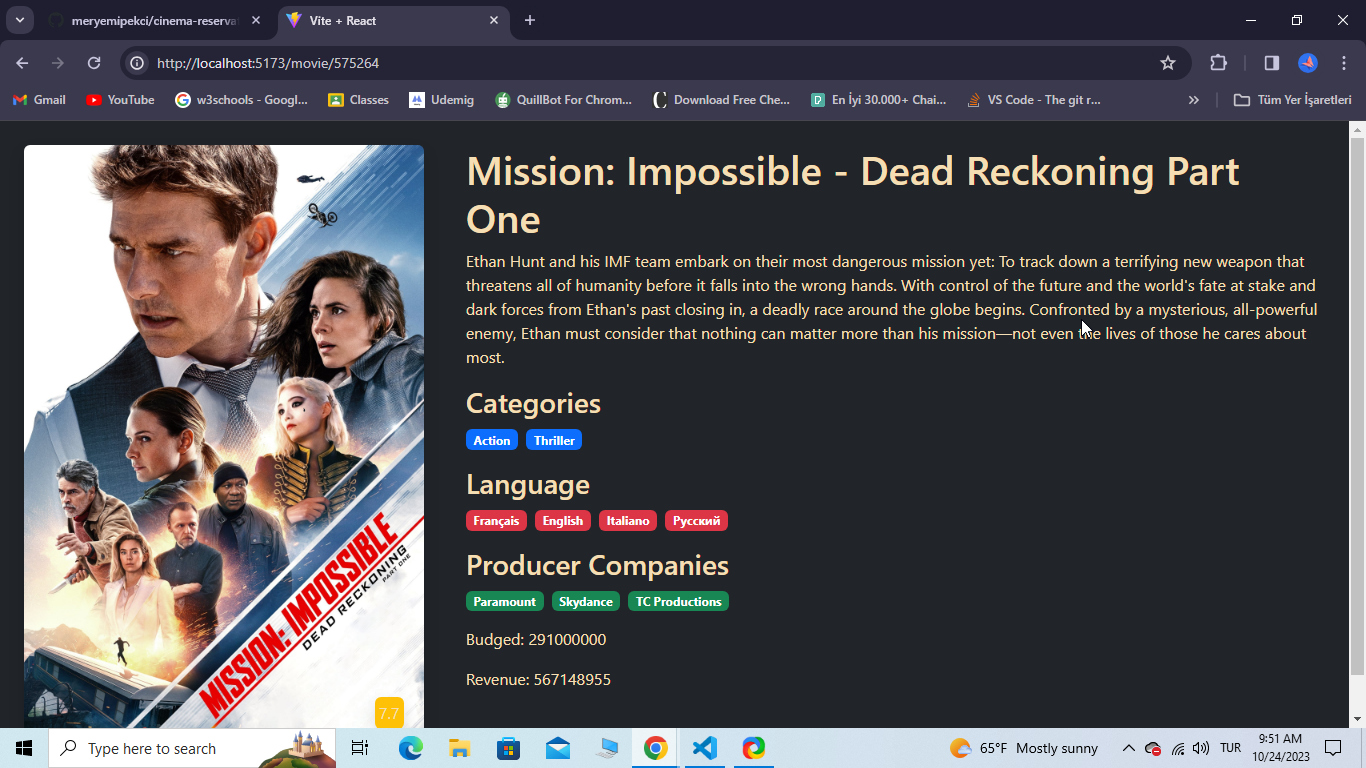 meryemipekci/cinema-reservat
Vite + React
http://localhost:5173/movie/575264
Gmail
YouTube
w3schools - Googl...
Classes
Udemig
QuillBot For Chrom...
Download Free Che...
En İyi 30.000+ Chai...
VS Code - The git r...
Tüm Yer İşaretleri
Mission: Impossible - Dead Reckoning Part
One
Ethan Hunt and his IMF team embark on their most dangerous mission yet: To track down a terrifying new weapon that
threatens all of humanity before it falls into the wrong hands. With control of the future and the world's fate at stake and
dark forces from Ethan's past closing in, a deadly race around the globe begins. Confronted by a mysterious, all-powerful
enemy, Ethan must consider that nothing can matter more than his mission—not even the lives of those he cares about
most.
Categories
Action Thriller
Language
Français English Italiano Pусский
Producer Companies
Paramount Skydance TC Productions
Budged: 291000000
Revenue: 567148955
MISSION: IMPOSSIBLE
DEAD RECKONING
PART ONE
7.7
Type here to search
65°F Mostly sunny
TUR
9:51 AM
10/24/2023